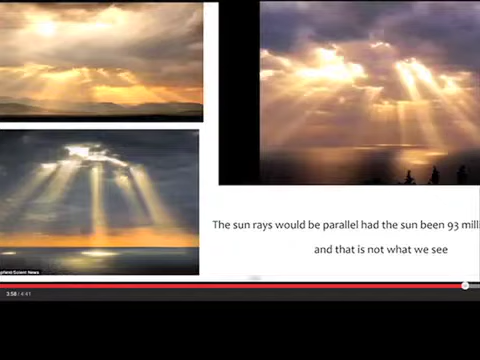 The sun rays would be parallel had the sun been 93
and that is not what we see
3:58 / 4:41